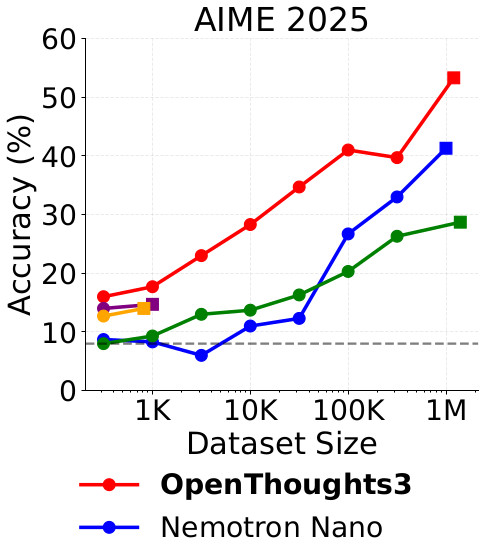 AIME 2025
Accuracy (%)
60
50
40
30
20
10
0
1K 10K 100K 1M
Dataset Size
OpenThoughts3
Nemotron Nano